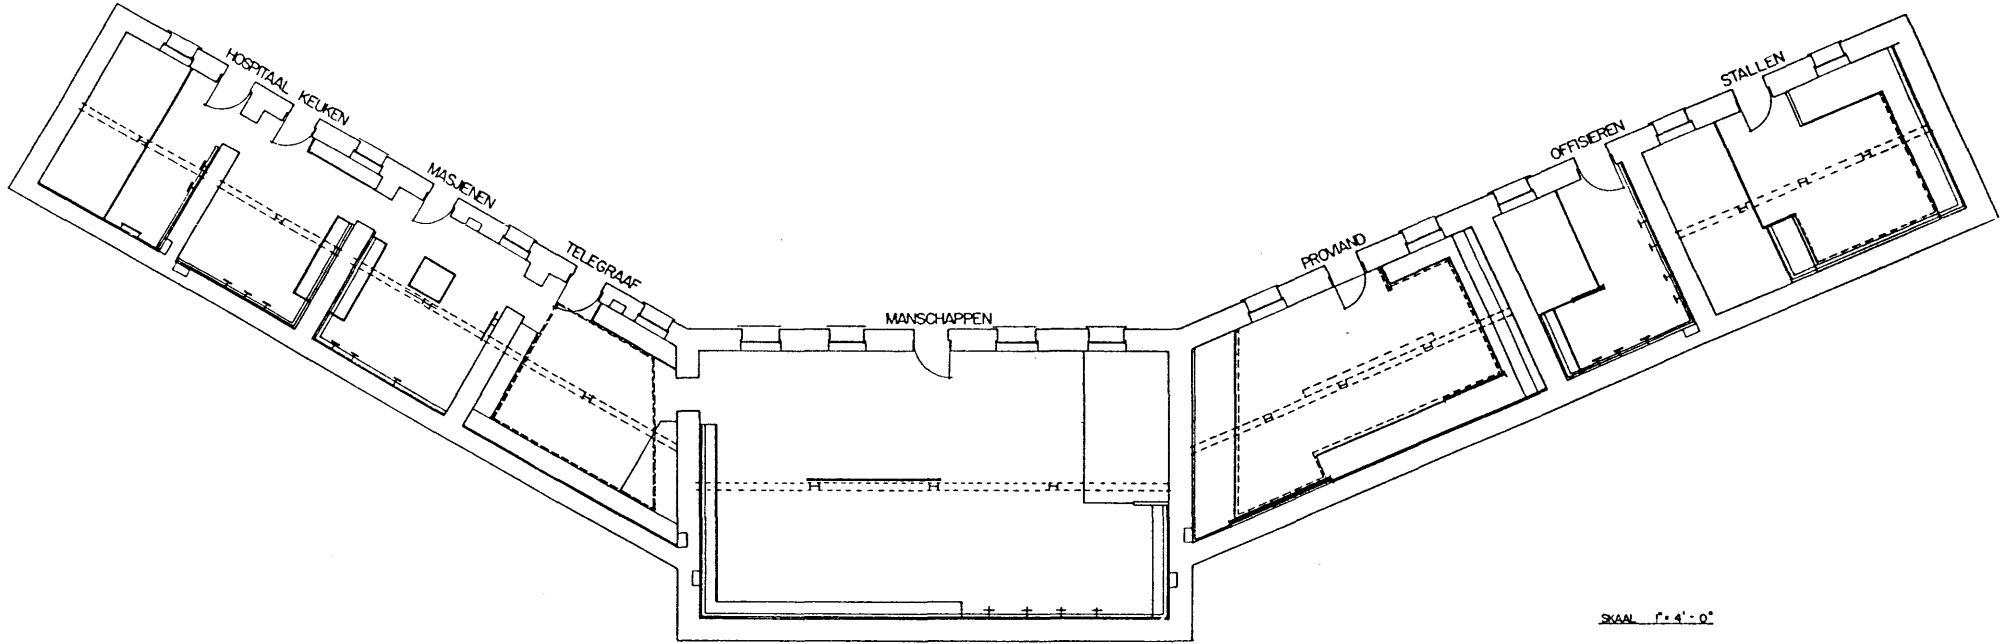 HOSPITAAL
KEUKEN
MASJIENEN
TELEGRAAF
MANSCHAPPEN
PROVIAND
OFFISIEREN
STALLEN
SKAAL 1" = 4' - 0"